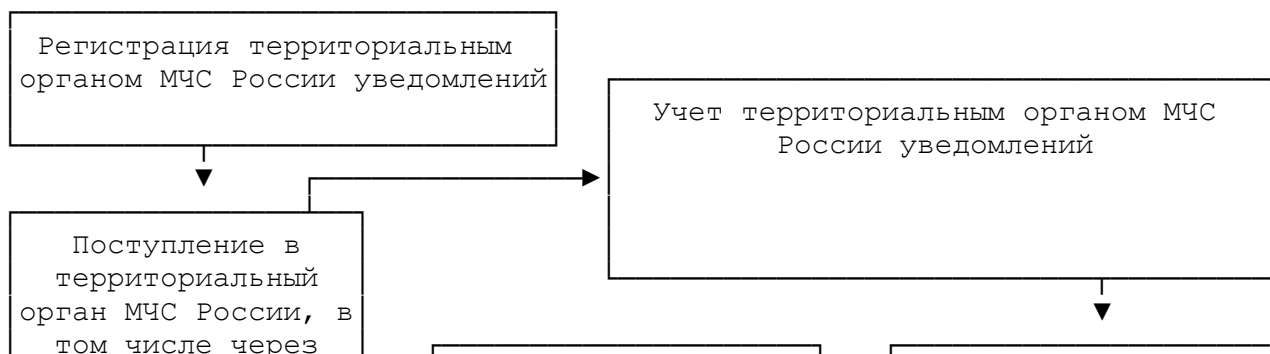 Регистрация территориальным
органом МЧС России уведомлений
Учет территориальным органом МЧС
России уведомлений
Поступление в
территориальный
орган МЧС России, в
том числе через